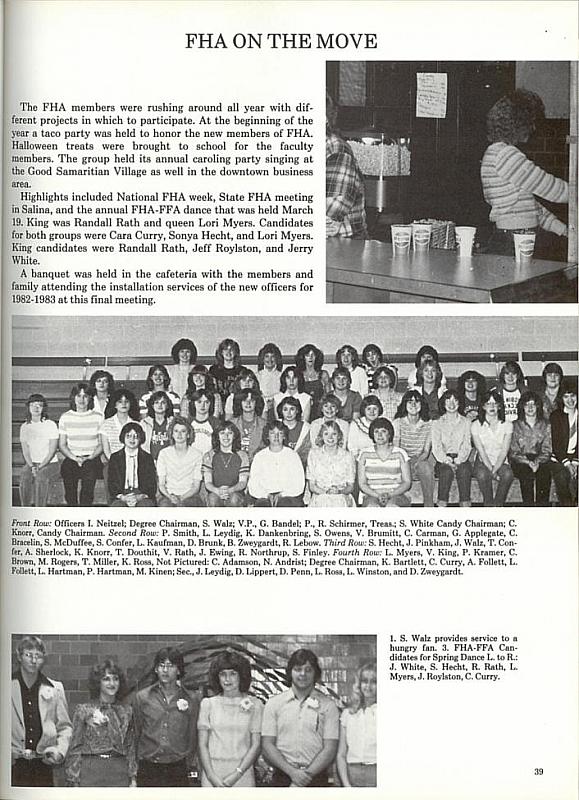 FHA ON THE MOVE
The FHA members were rushing around all year with dif-
ferent projects in which to participate. At the beginning of the
year a taco party was held to honor the new members of FHA.
Halloween treats were brought to school for the faculty
members. The group held its annual caroling party singing at
the Good Samaritian Village as well in the downtown business
area.
Highlights included National FHA week, State FHA meeting
in Salina, and the annual FHA-FFA dance that was held March
19. King was Randall Rath and queen Lori Myers. Candidates
for both groups were Cara Curry, Sonya Hecht, and Lori Myers.
King candidates were Randall Rath, Jeff Roylston, and Jerry
White.
A banquet was held in the cafeteria with the members and
family attending the installation services of the new officers for
1982-1983 at this final meeting.
Front Row: Officers I. Neitzel; Degree Chairman, S. Walz; V.P., G. Bandel; P., R. Schirmer, Treas.; S. White Candy Chairman; C.
Knorr, Candy Chairman. Second Row: P. Smith, L. Leydig, K. Dankenbring, S. Owens, V. Brumitt, C. Carman, G. Applegate, C.
Bracelin, S. McDuffee, S. Confer, L. Kaufman, D. Brunk, B. Zweygardt, R. Lebow. Third Row: S. Hecht, J. Pinkham, J. Walz, T. Con-
fer, A. Sherlock, K. Knorr, T. Douthit, V. Rath, J. Ewing, R. Northrup, S. Finley. Fourth Row: L. Myers, V. King, P. Kramer, C.
Brown, M. Rogers, T. Miller, K. Ross, Not Pictured: C. Adamson, N. Andrist; Degree Chairman, K. Bartlett, C. Curry, A. Follett, L.
Follett, L. Hartman, P. Hartman, M. Kinen; Sec., J. Leydig, D. Lippert, D. Penn, L. Ross, L. Winston, and D. Zweygardt.
1. S. Walz provides service to a
hungry fan. 3. FHA-FFA Can-
didates for Spring Dance L. to R.:
J. White, S. Hecht, R. Rath, L.
Myers, J. Roylston, C. Curry.
39